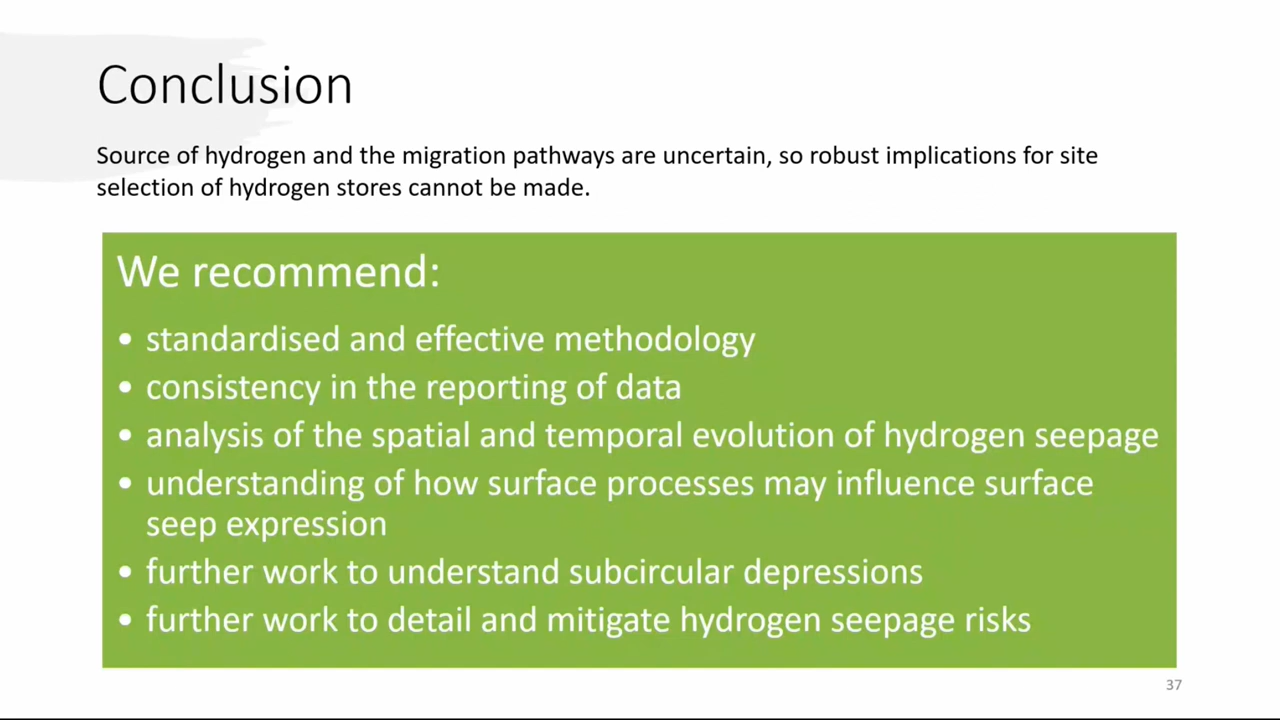 Conclusion
Source of hydrogen and the migration pathways are uncertain, so robust implications for site
selection of hydrogen stores cannot be made.
We recommend:
• standardised and effective methodology
• consistency in the reporting of data
• analysis of the spatial and temporal evolution of hydrogen seepage
• understanding of how surface processes may influence surface
seep expression
• further work to understand subcircular depressions
• further work to detail and mitigate hydrogen seepage risks
37